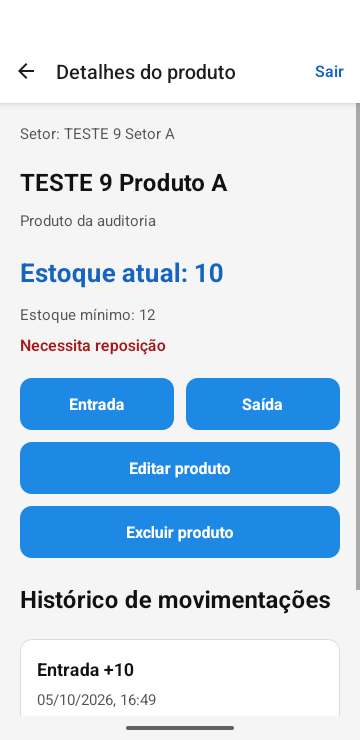 Detalhes do produto
Sair
Setor: TESTE 9 Setor A
TESTE 9 Produto A
Produto da auditoria
Estoque atual: 10
Estoque mínimo: 12
Necessita reposição
Entrada
Saída
Editar produto
Excluir produto
Histórico de movimentações
Entrada +10
05/10/2026, 16:49